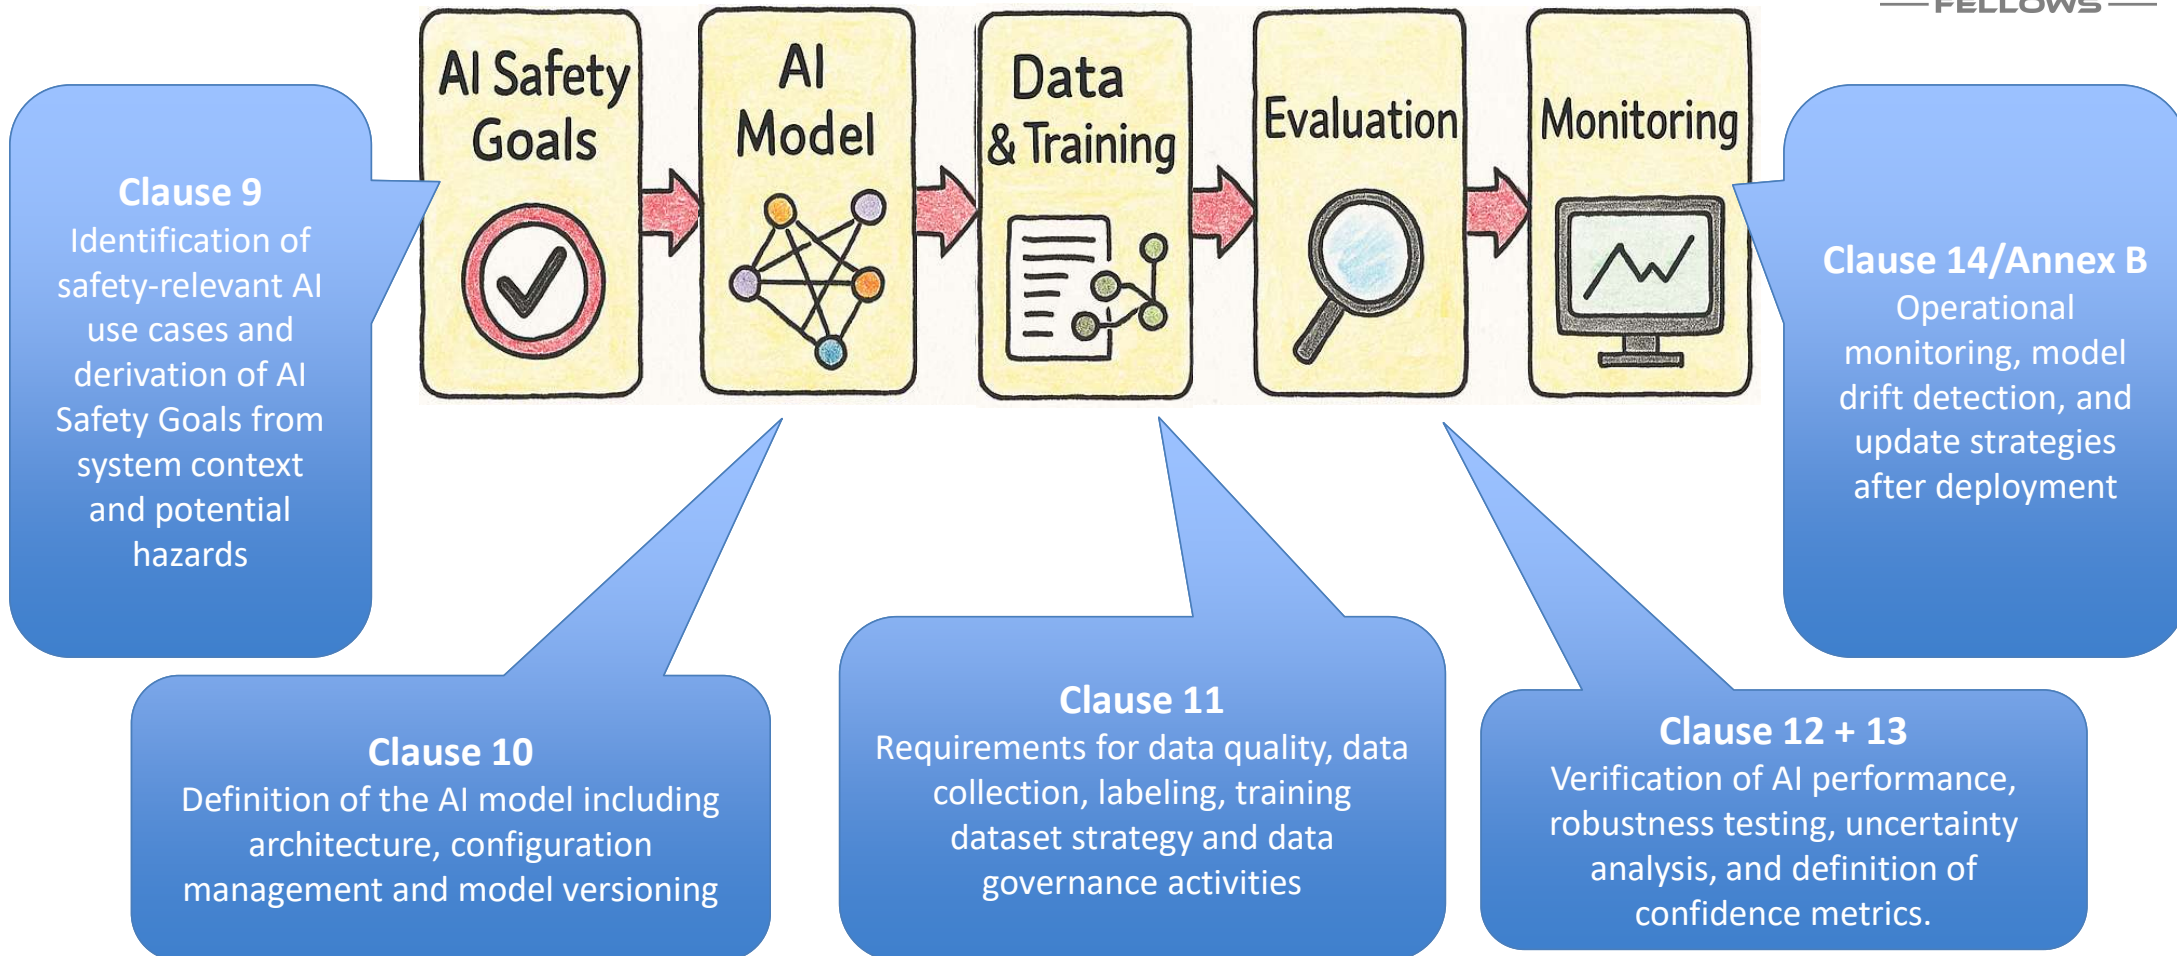 FELLOWS
AI Safety
Goals
AI
Model
Data
& Training
Evaluation
Monitoring
Clause 9
Identification of
safety-relevant AI
use cases and
derivation of AI
Safety Goals from
system context
and potential
hazards
Clause 14/Annex B
Operational
monitoring, model
drift detection, and
update strategies
after deployment
Clause 10
Definition of the AI model including
architecture, configuration
management and model versioning
Clause 11
Requirements for data quality, data
collection, labeling, training
dataset strategy and data
governance activities
Clause 12 + 13
Verification of AI performance,
robustness testing, uncertainty
analysis, and definition of
confidence metrics.